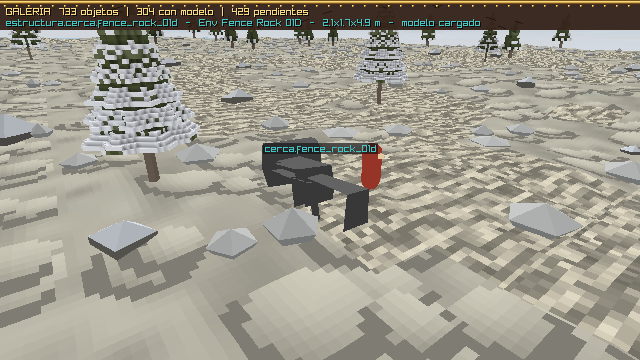 GALERIA 733 objetos | 304 con modelo | 429 pendientes
estructura.cerca.fence_rock_01d - Env Fence Rock 01D - 2.1x1.7x4.9 m - modelo cargado
cerca.fence_rock_01d